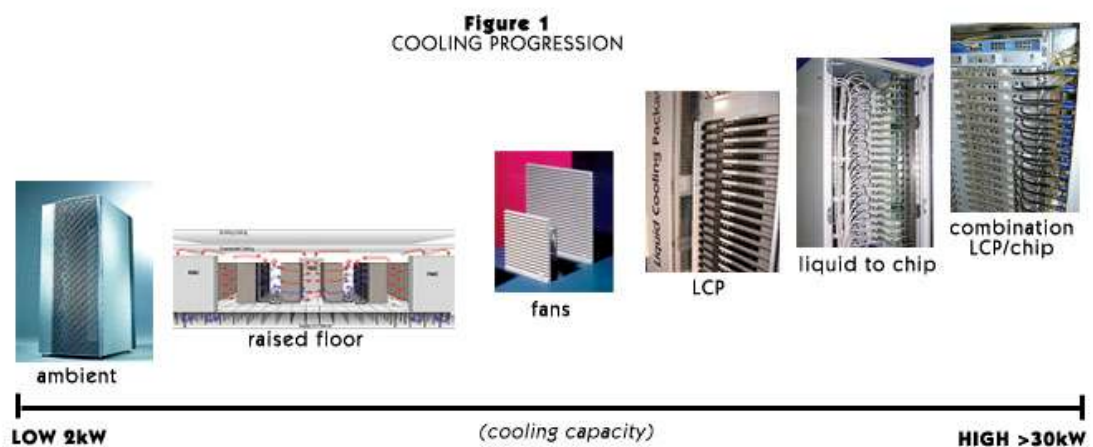 Figure 1
COOLING PROGRESSION
ambient
raised floor
fans
Liquid Cooling Packa
LCP
liquid to chip
combination
LCP/chip
LOW 2kW
(cooling capacity)
HIGH >30kW